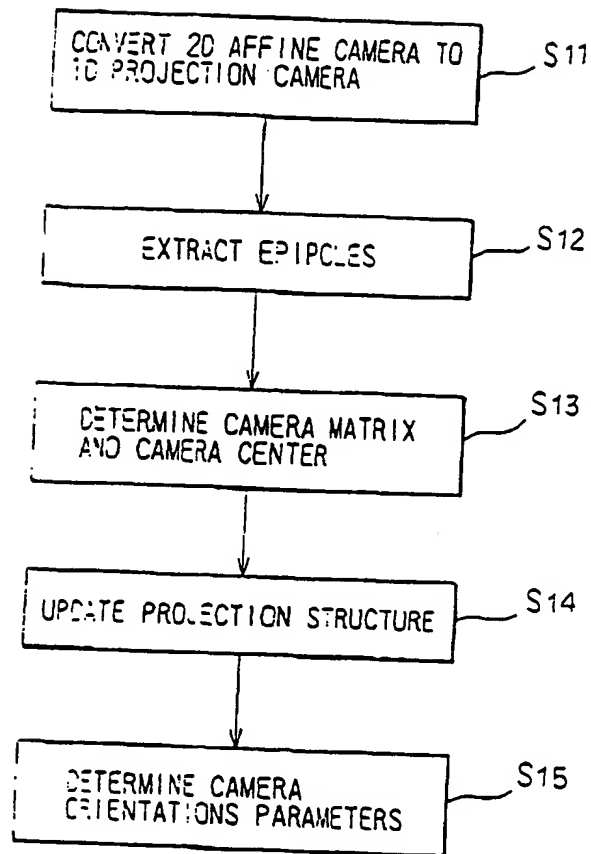 CONVERT 2D AFFINE CAMERA TO
1D PROJECTION CAMERA
S11
EXTRACT EPIPOLES
S12
DETERMINE CAMERA MATRIX
AND CAMERA CENTER
S13
UPDATE PROJECTION STRUCTURE
S14
DETERMINE CAMERA
ORIENTATIONS PARAMETERS
S15